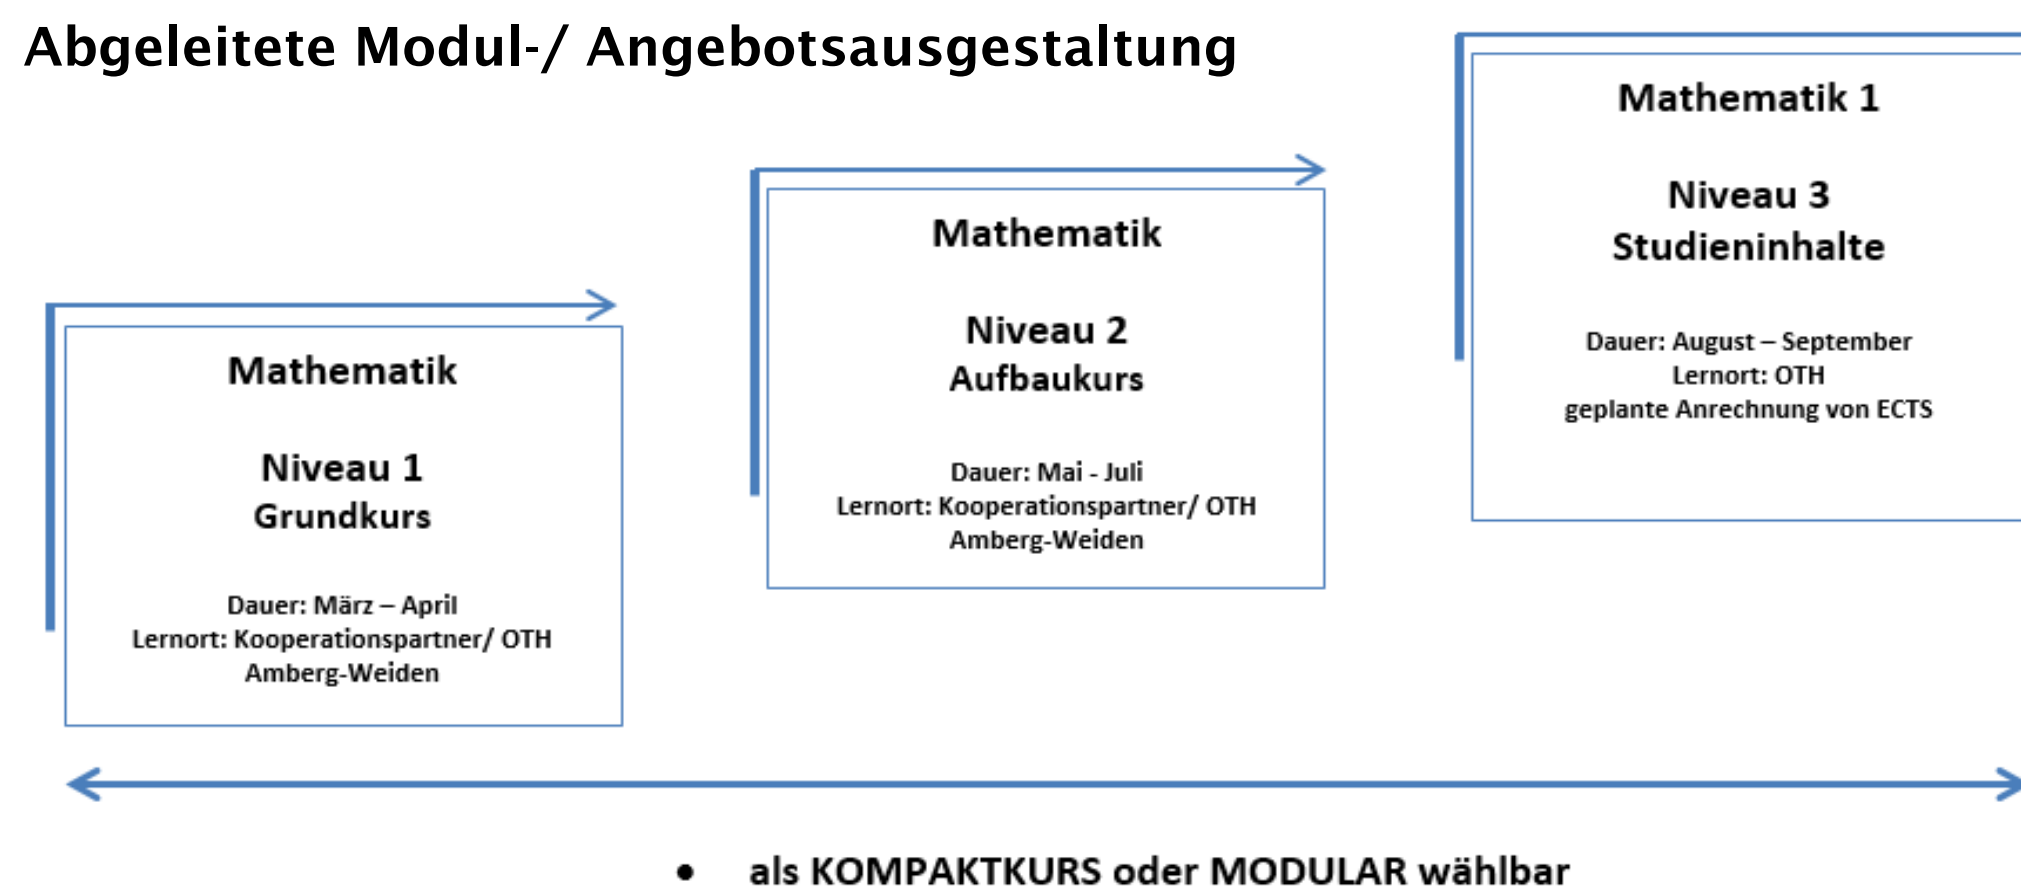 Abgeleitete Modul-/ Angebotsausgestaltung
Mathematik
Niveau 1
Grundkurs
Dauer: März – April
Lernort: Kooperationspartner/ OTH
Amberg-Weiden
Mathematik
Niveau 2
Aufbaukurs
Dauer: Mai - Juli
Lernort: Kooperationspartner/ OTH
Amberg-Weiden
Mathematik 1
Niveau 3
Studieninhalte
Dauer: August – September
Lernort: OTH
geplante Anrechnung von ECTS
• als KOMPAKTKURS oder MODULAR wählbar